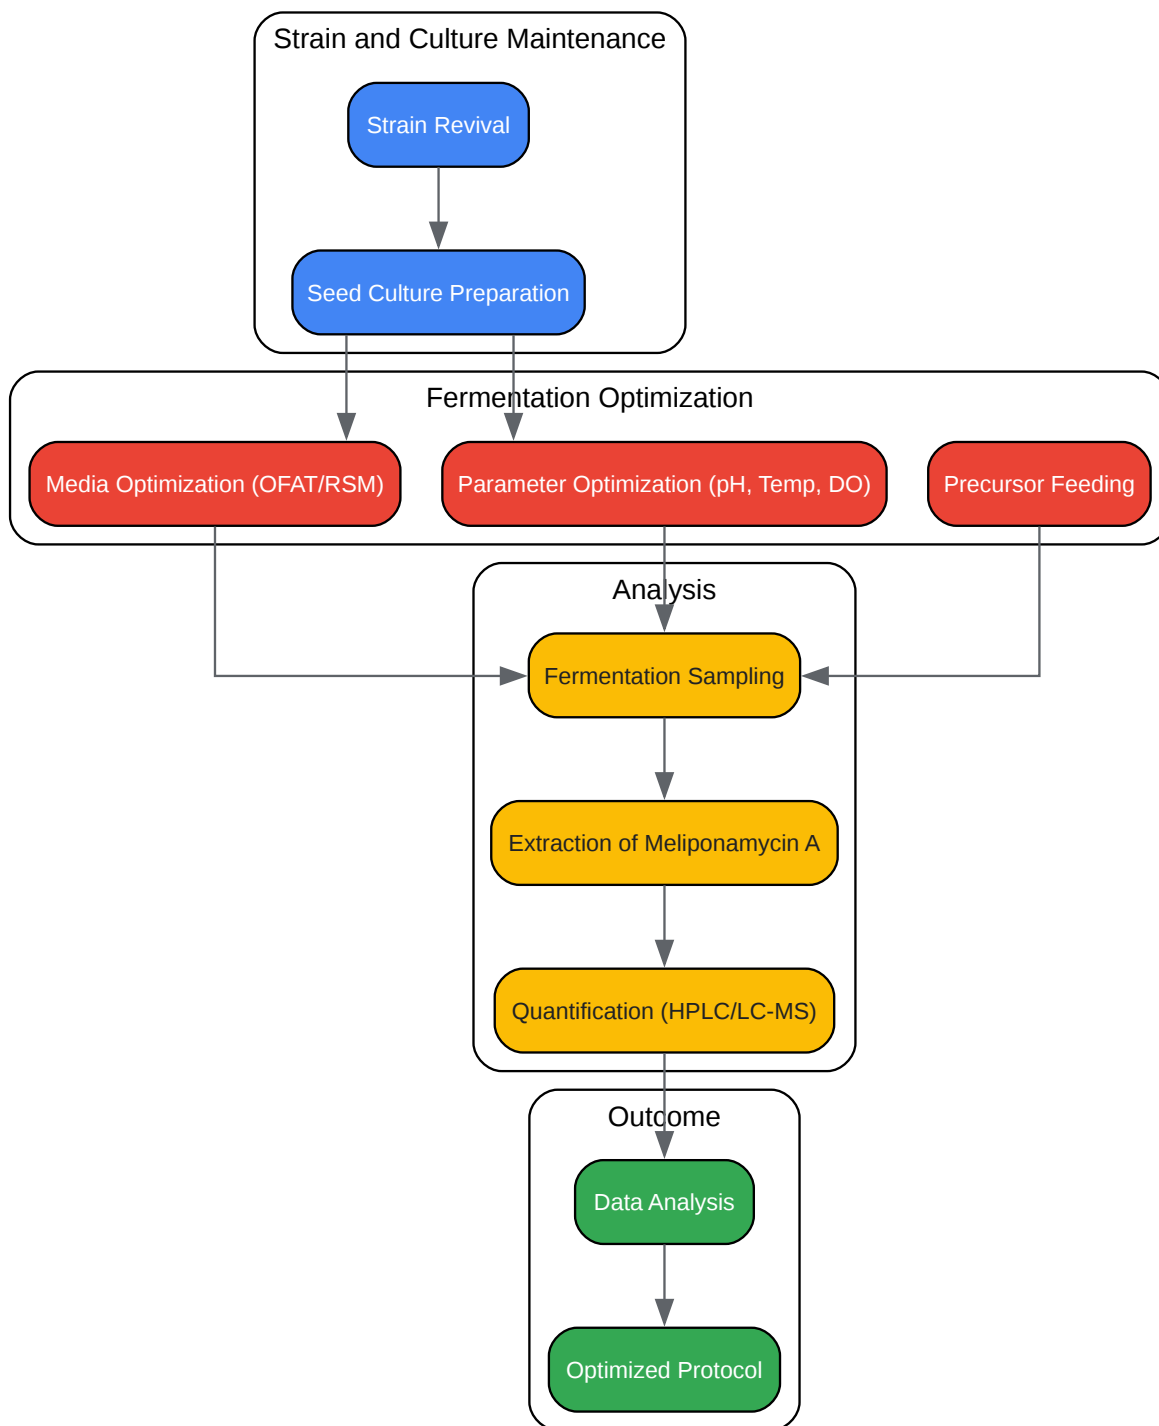 Strain and Culture Maintenance
Strain Revival
Seed Culture Preparation
Fermentation Optimization
Media Optimization (OFAT/RSM)
Parameter Optimization (pH, Temp, DO)
Precursor Feeding
Analysis
Fermentation Sampling
Extraction of Meliponamycin A
Quantification (HPLC/LC-MS)
Outcome
Data Analysis
Optimized Protocol